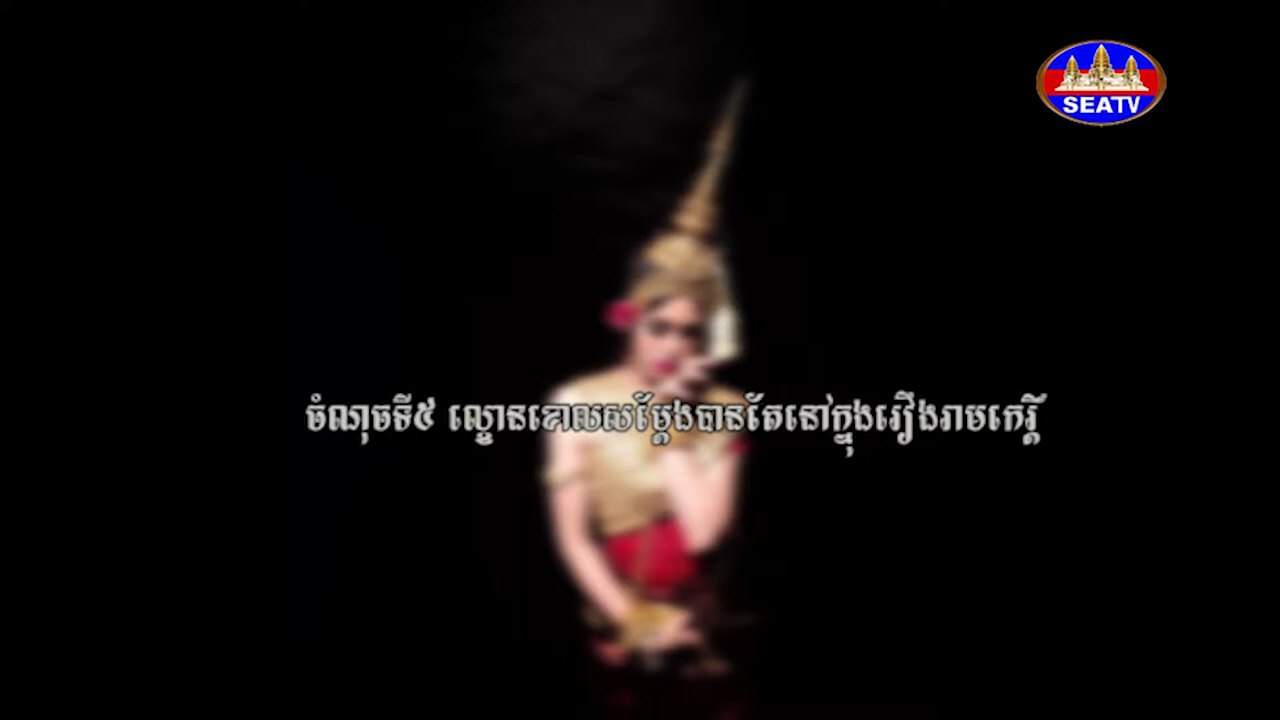 SEATV
ចំណុចទី៥ ល្ខោនខោលសម្តែងបានតែនៅក្នុងរឿងរាមកេរ្តិ៍